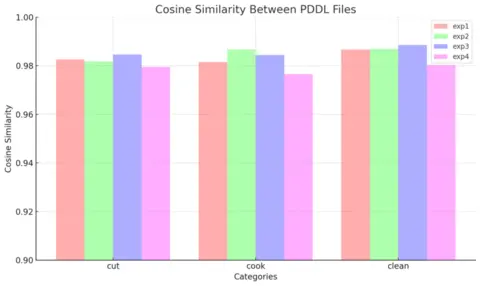 Cosine Similarity Between PDDL Files
1.00
exp1
exp2
exp3
exp4
0.98
0.96
0.94
0.92
0.90
Cosine Similarity
cut
cook
clean
Categories